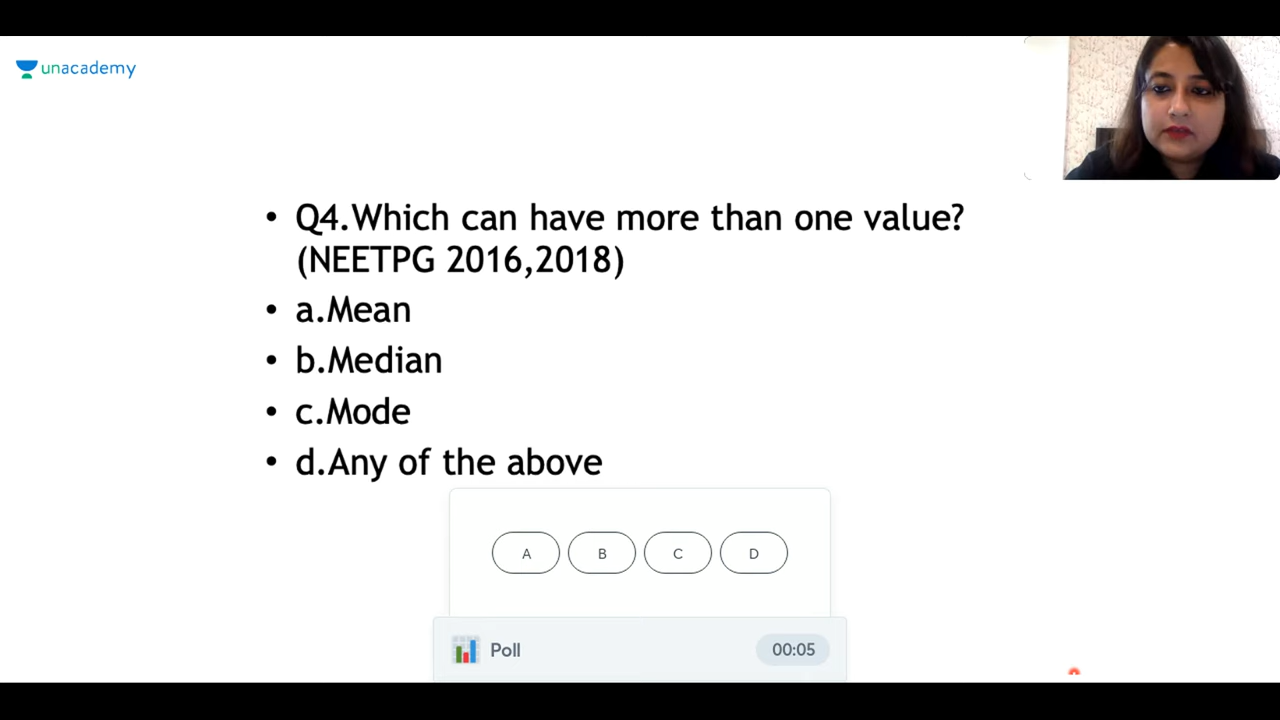 unacademy
• Q4.Which can have more than one value?
(NEETPG 2016,2018)
• a.Mean
• b.Median
• c.Mode
• d.Any of the above
A B C D
Poll 00:05